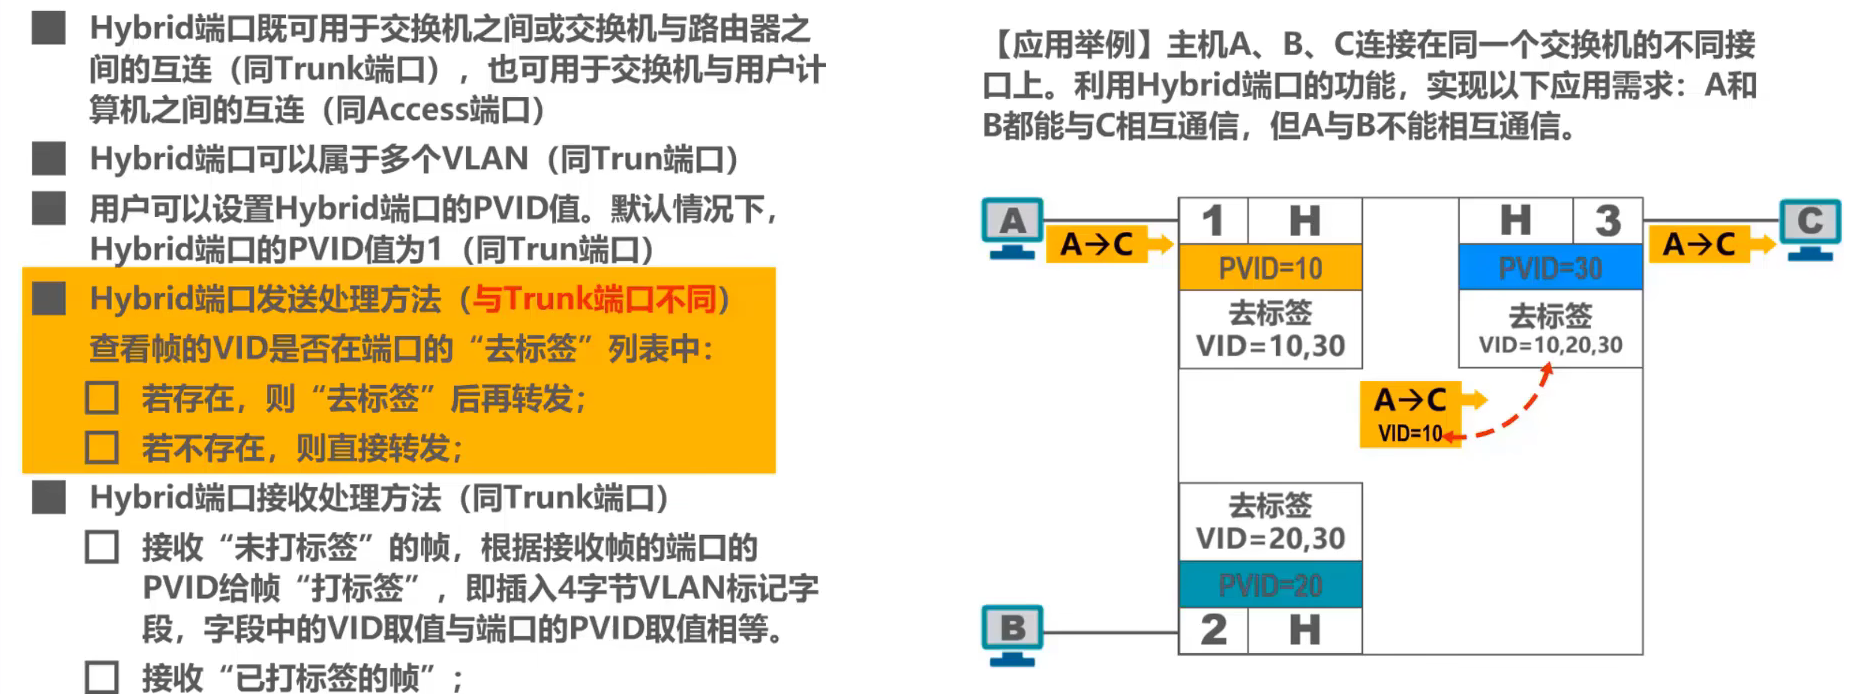 Hybrid端口既可用于交换机之间或交换机与路由器之
间的互连（同Trunk端口），也可用于交换机与用户计
算机之间的互连（同Access端口）
Hybrid端口可以属于多个VLAN（同Trun端口）
用户可以设置Hybrid端口的PVID值。默认情况下，
Hybrid端口的PVID值为1（同Trun端口）
Hybrid端口发送处理方法（与Trunk端口不同）
查看帧的VID是否在端口的“去标签”列表中：
若存在，则“去标签”后再转发；
若不存在，则直接转发；
Hybrid端口接收处理方法（同Trunk端口）
接收“未打标签”的帧，根据接收帧的端口的
PVID给帧“打标签”，即插入4字节VLAN标记字
段，字段中的VID取值与端口的PVID取值相等。
接收“已打标签的帧”；
【应用举例】主机A、B、C连接在同一个交换机的不同接
口上。利用Hybrid端口的功能，实现以下应用需求：A和
B都能与C相互通信，但A与B不能相互通信。
A
A→C
1
H
PVID=10
去标签
VID=10,30
H
3
PVID=30
去标签
VID=10,20,30
A→C
C
A→C
VID=10
去标签
VID=20,30
PVID=20
2
H
B